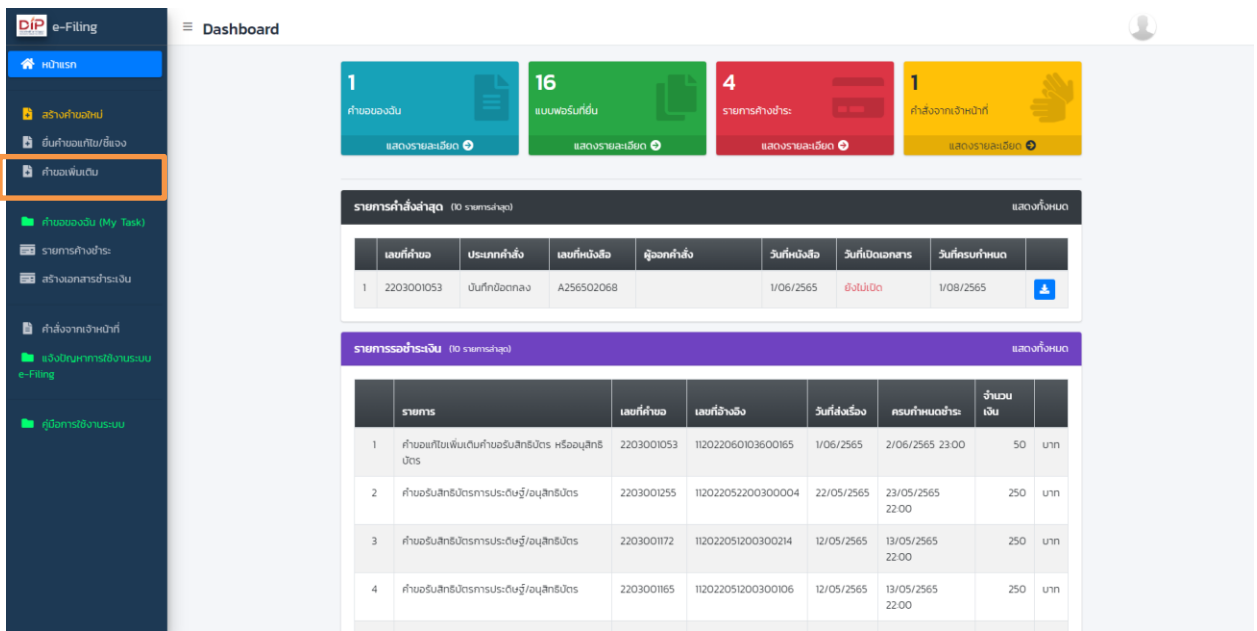 DIP e-Filing
Dashboard
หน้าแรก
สร้างคำขอใหม่
ยื่นคำขอแก้ไข/ชี้แจง
คำขอเพิ่มเติม
คำขอของฉัน (My Task)
รายการค้างชำระ
สร้างเอกสารชำระเงิน
คำสั่งจากเจ้าหน้าที่
แจ้งปัญหาการใช้งานระบบ
e-Filing
คู่มือการใช้งานระบบ
1
คำขอของฉัน
แสดงรายละเอียด
16
แบบฟอร์มที่ยื่น
แสดงรายละเอียด
4
รายการค้างชำระ
แสดงรายละเอียด
1
คำสั่งจากเจ้าหน้าที่
แสดงรายละเอียด
รายการคำสั่งล่าสุด (10 รายการล่าสุด) แสดงทั้งหมด
เลขที่คำขอ ประเภทคำสั่ง เลขที่หนังสือ ผู้ออกคำสั่ง วันที่หนังสือ วันที่เปิดเอกสาร วันที่ครบกำหนด
1 2203001053 บันทึกข้อตกลง A256502068 1/06/2565 ยังไม่เปิด 1/08/2565
รายการรอชำระเงิน (10 รายการล่าสุด) แสดงทั้งหมด
รายการ เลขที่คำขอ เลขที่อ้างอิง วันที่ส่งเรื่อง ครบกำหนดชำระ จำนวน
เงิน
1 คำขอแก้ไขเพิ่มเติมคำขอรับสิทธิบัตร หรืออนุสิทธิ 2203001053 112022060103600165 1/06/2565 2/06/2565 23:00 50 บาท
บัตร
2 คำขอรับสิทธิบัตรการประดิษฐ์/อนุสิทธิบัตร 2203001255 112022052200300004 22/05/2565 23/05/2565 250 บาท
22:00
3 คำขอรับสิทธิบัตรการประดิษฐ์/อนุสิทธิบัตร 2203001172 112022051200300214 12/05/2565 13/05/2565 250 บาท
22:00
4 คำขอรับสิทธิบัตรการประดิษฐ์/อนุสิทธิบัตร 2203001165 112022051200300106 12/05/2565 13/05/2565 250 บาท
22:00